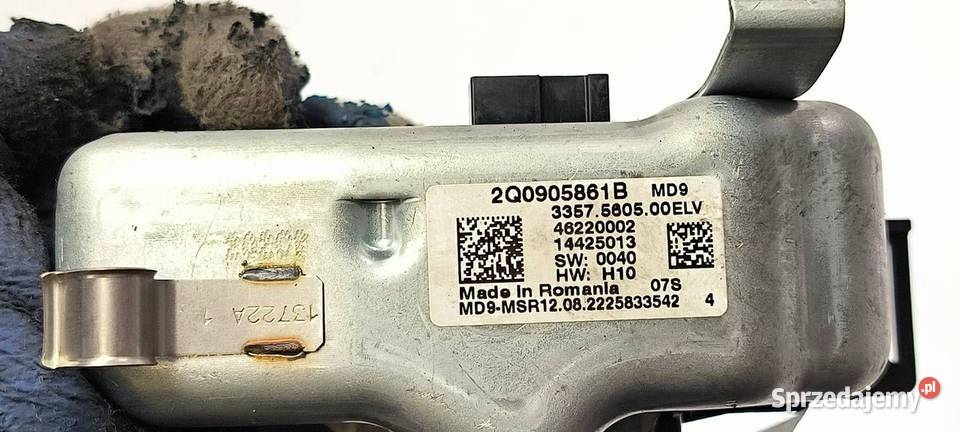 2Q0905861B MD9
3357.5605.00ELV
46220002
14425013
SW: 0040
HW: H10
Made in Romania 07S
MD9-MSR12.08.2225833542 4
13722A 1
Sprzedajemy.pl